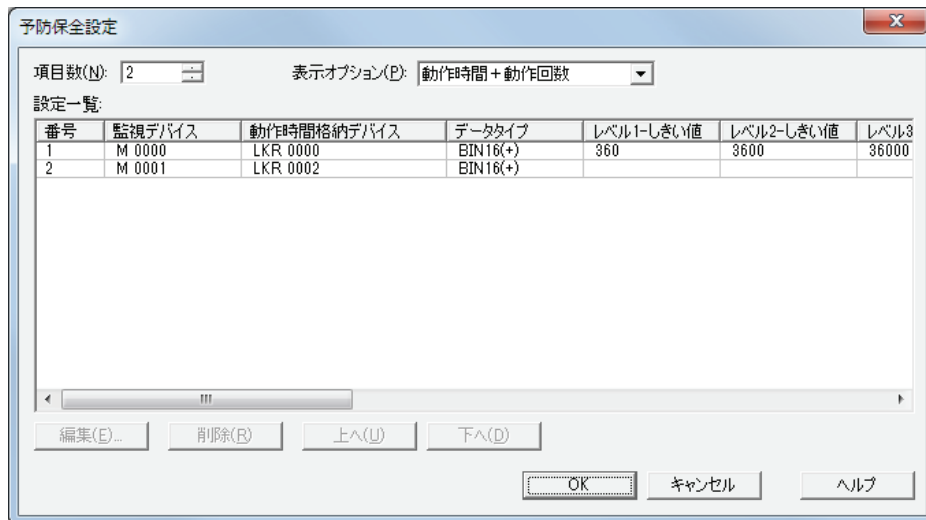 予防保全設定
項目数(N): 2 表示オプション(P): 動作時間+動作回数
設定一覧:
番号 監視デバイス 動作時間格納デバイス データタイプ レベル1-しきい値 レベル2-しきい値 レベル3
1 M 0000 LKR 0000 BIN16(+) 360 3600 36000
2 M 0001 LKR 0002 BIN16(+)
編集(E)... 削除(R) 上へ(U) 下へ(D)
OK キャンセル ヘルプ